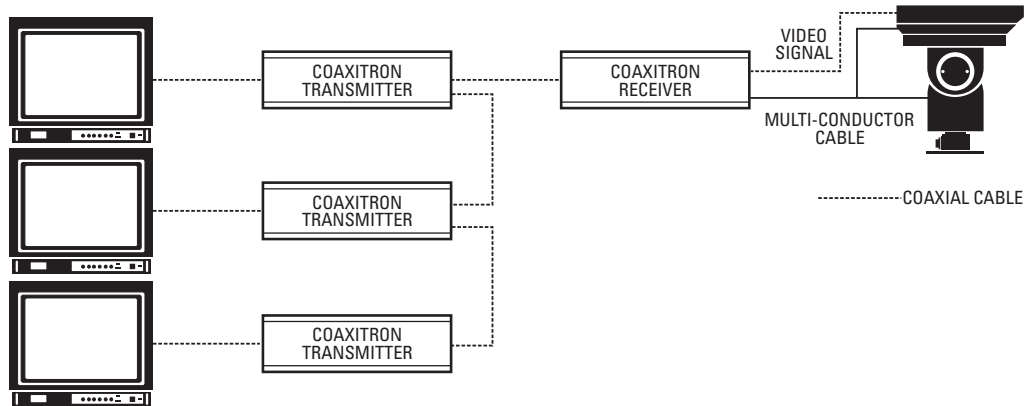 COAXITRON
TRANSMITTER
COAXITRON
RECEIVER
VIDEO
SIGNAL
MULTI-CONDUCTOR
CABLE
COAXITRON
TRANSMITTER
COAXIAL CABLE
COAXITRON
TRANSMITTER